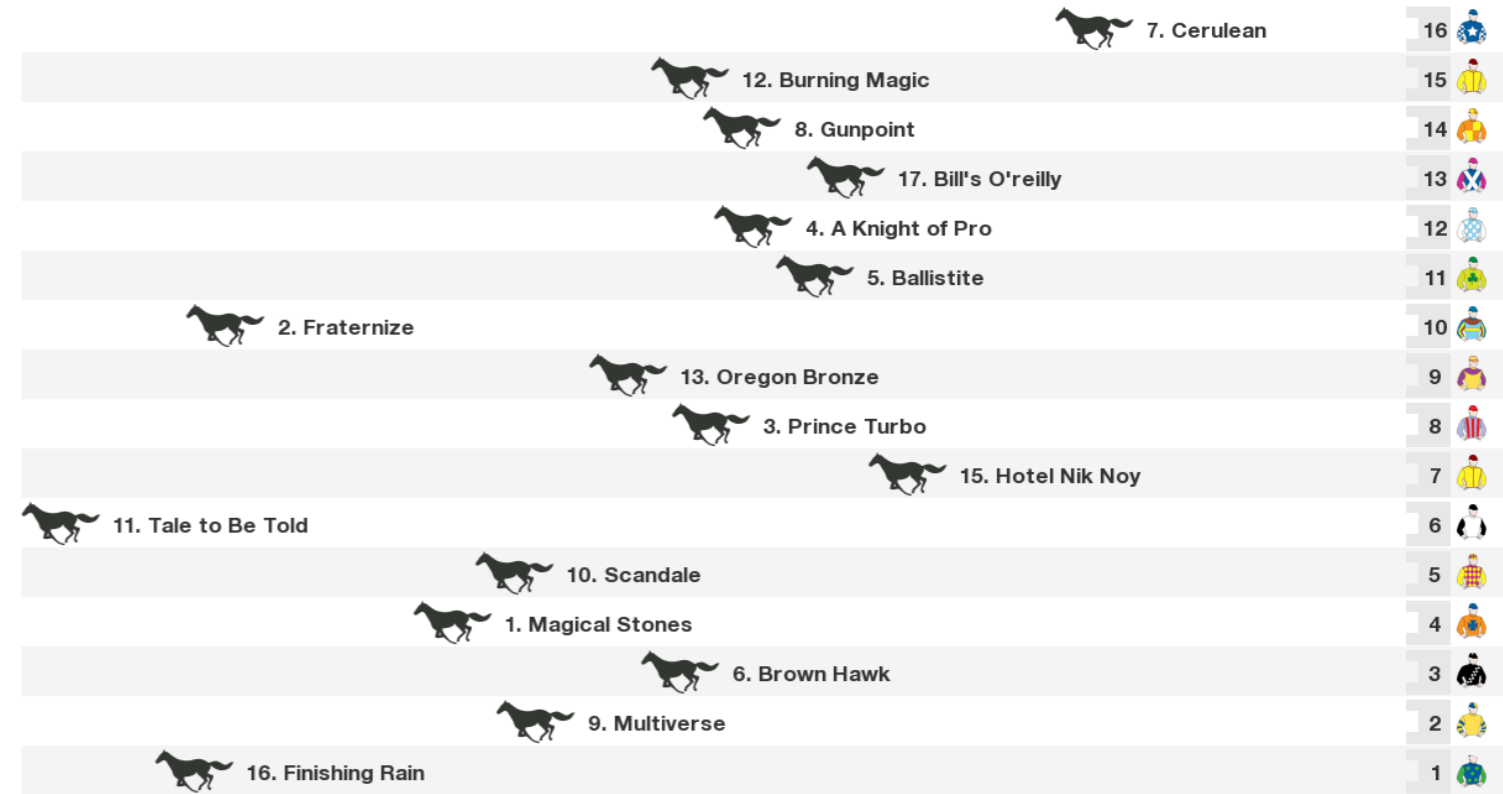 7. Cerulean 16
12. Burning Magic 15
8. Gunpoint 14
17. Bill's O'reilly 13
4. A Knight of Pro 12
5. Ballistite 11
2. Fraternize 10
13. Oregon Bronze 9
3. Prince Turbo 8
15. Hotel Nik Noy 7
11. Tale to Be Told 6
10. Scandale 5
1. Magical Stones 4
6. Brown Hawk 3
9. Multiverse 2
16. Finishing Rain 1